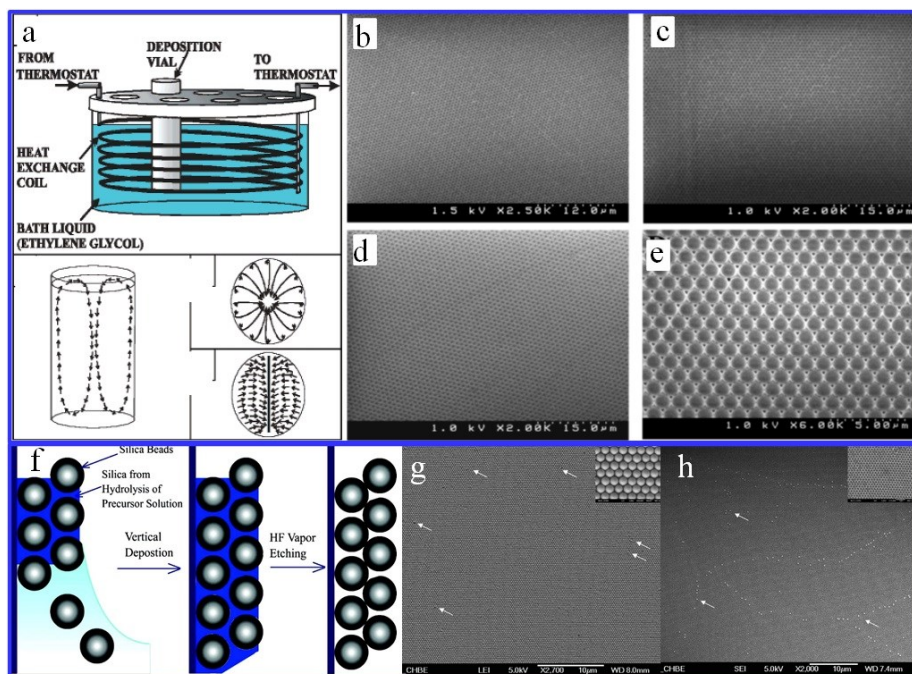 a
FROM
THERMOSTAT
DEPOSITION
VIAL
TO
THERMOSTAT
HEAT
EXCHANGE
COIL
BATH LIQUID
(ETHYLENE GLYCOL)
b
1.5 kV X2.50K 12.0μm
c
1.0 kV X2.00K 15.0μm
d
1.0 kV X2.00K 15.0μm
e
1.0 kV X6.00K 5.00μm
f
Silica Beads
Silica from
Hydrolysis of
Precursor Solution
Vertical
Depostion
HF Vapor
Etching
g
CHBE LEI 5.0kV X2,700 10μm WD 8.0mm
h
CHBE SEI 5.0kV X2,000 10μm WD 7.4mm